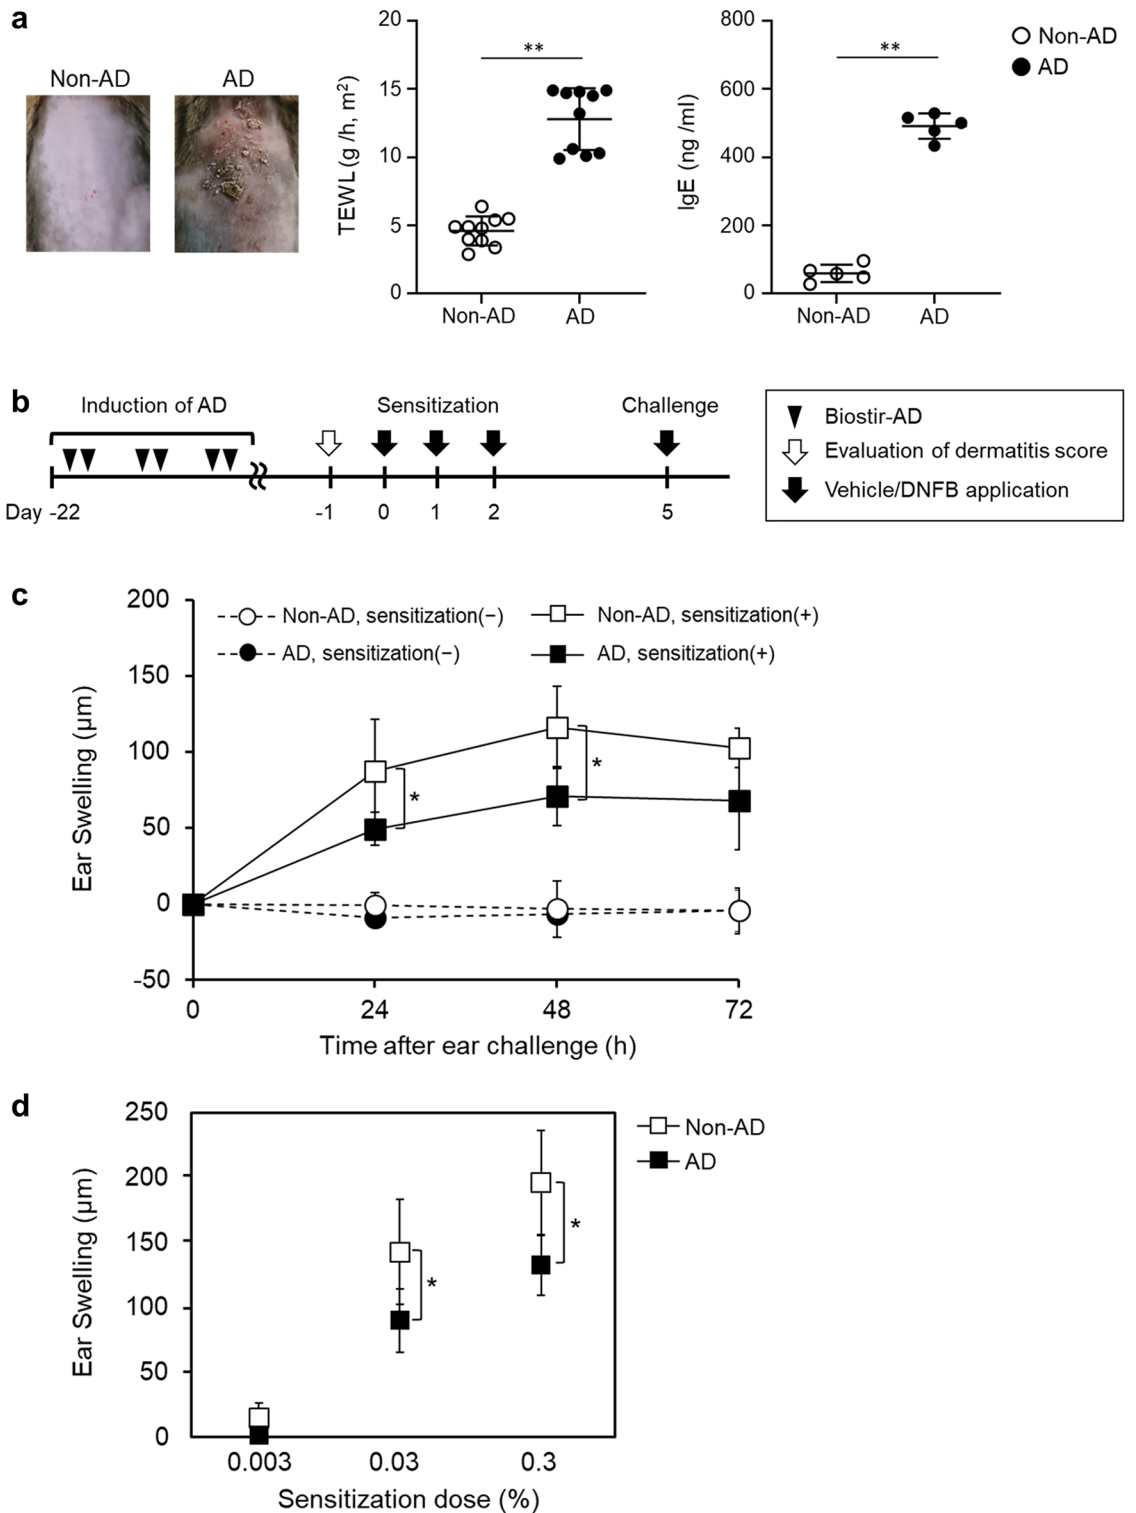 a
Non-AD
AD
TEWL (g /h, m²)
20
15
10
5
0
**
Non-AD
AD
IgE (ng /ml)
800
600
400
200
0
**
Non-AD
AD
Non-AD
AD
b
Induction of AD
Sensitization
Challenge
Day -22
-1
0
1
2
5
Biostir-AD
Evaluation of dermatitis score
Vehicle/DNFB application
c
Ear Swelling (μm)
200
150
100
50
0
-50
Non-AD, sensitization(−)
Non-AD, sensitization(+)
AD, sensitization(−)
AD, sensitization(+)
*
*
0
24
48
72
Time after ear challenge (h)
d
Ear Swelling (μm)
250
200
150
100
50
0
*
*
Non-AD
AD
0.003
0.03
0.3
Sensitization dose (%)